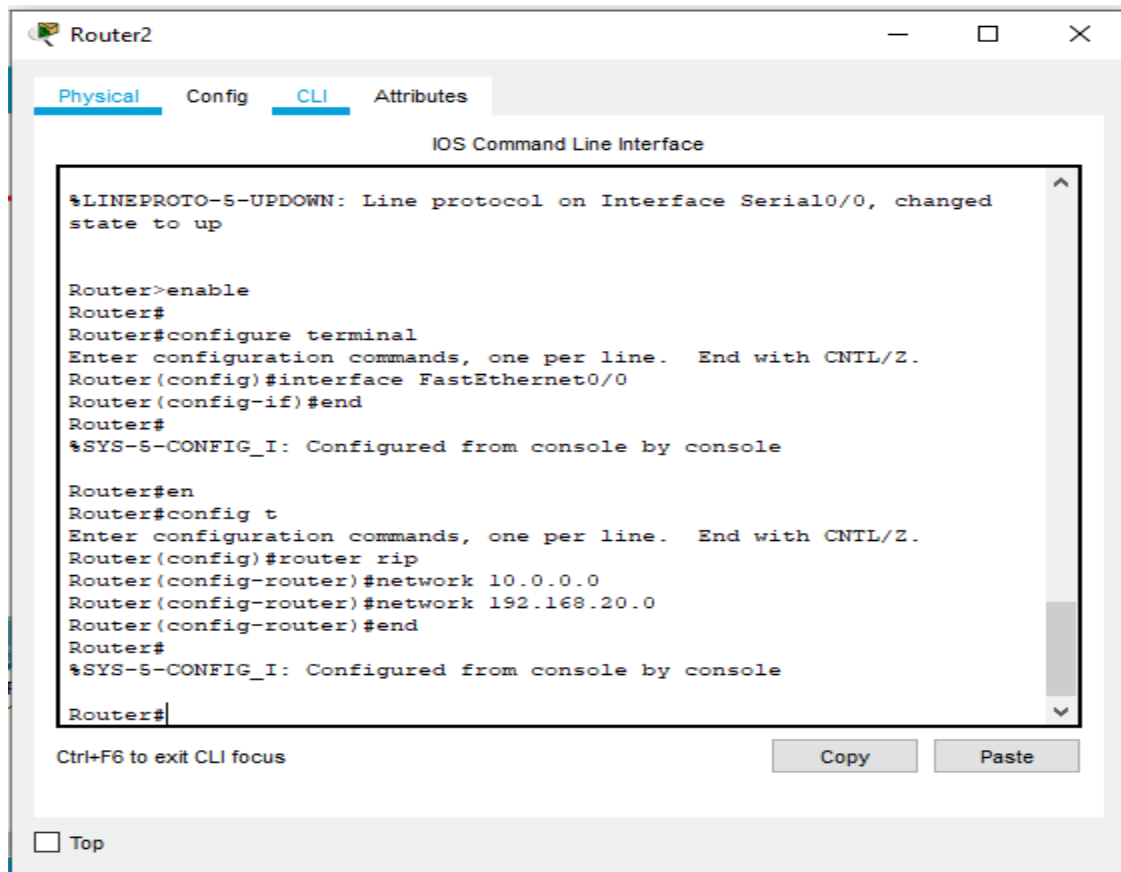 Router2
Physical Config CLI Attributes
IOS Command Line Interface
%LINEPROTO-5-UPDOWN: Line protocol on Interface Serial0/0, changed
state to up
Router>enable
Router#
Router#configure terminal
Enter configuration commands, one per line.  End with CNTL/Z.
Router(config)#interface FastEthernet0/0
Router(config-if)#end
Router#
%SYS-5-CONFIG_I: Configured from console by console
Router#en
Router#config t
Enter configuration commands, one per line.  End with CNTL/Z.
Router(config)#router rip
Router(config-router)#network 10.0.0.0
Router(config-router)#network 192.168.20.0
Router(config-router)#end
Router#
%SYS-5-CONFIG_I: Configured from console by console
Router#
Ctrl+F6 to exit CLI focus
Copy Paste
Top